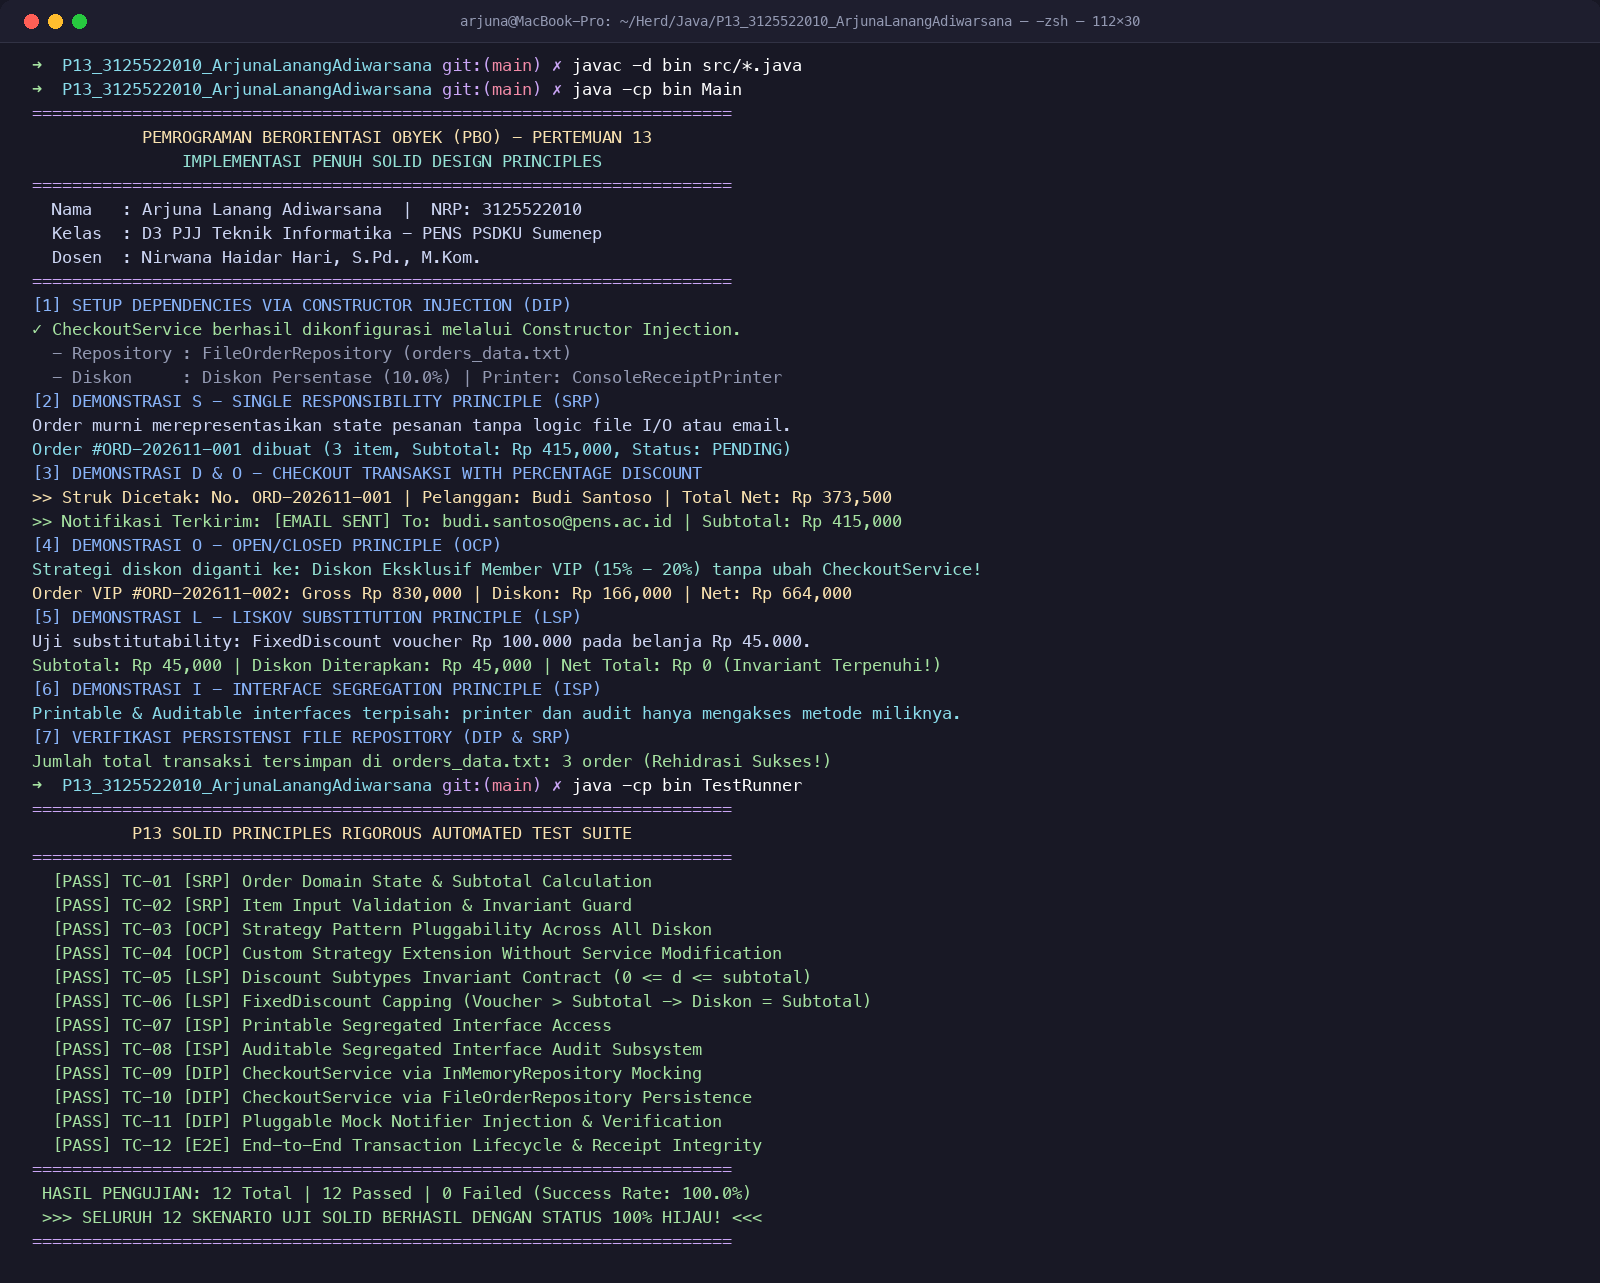 arjuna@MacBook-Pro: ~/Herd/Java/P13_3125522010_ArjunaLanangAdiwarsana — -zsh — 112×30
➜  P13_3125522010_ArjunaLanangAdiwarsana git:(main) ✗ javac -d bin src/*.java
➜  P13_3125522010_ArjunaLanangAdiwarsana git:(main) ✗ java -cp bin Main
======================================================================
PEMROGRAMAN BERORIENTASI OBYEK (PBO) - PERTEMUAN 13
IMPLEMENTASI PENUH SOLID DESIGN PRINCIPLES
======================================================================
Nama   : Arjuna Lanang Adiwarsana  |  NRP: 3125522010
Kelas  : D3 PJJ Teknik Informatika - PENS PSDKU Sumenep
Dosen  : Nirwana Haidar Hari, S.Pd., M.Kom.
======================================================================
[1] SETUP DEPENDENCIES VIA CONSTRUCTOR INJECTION (DIP)
✓ CheckoutService berhasil dikonfigurasi melalui Constructor Injection.
- Repository : FileOrderRepository (orders_data.txt)
- Diskon     : Diskon Persentase (10.0%) | Printer: ConsoleReceiptPrinter
[2] DEMONSTRASI S - SINGLE RESPONSIBILITY PRINCIPLE (SRP)
Order murni merepresentasikan state pesanan tanpa logic file I/O atau email.
Order #ORD-202611-001 dibuat (3 item, Subtotal: Rp 415,000, Status: PENDING)
[3] DEMONSTRASI D & O - CHECKOUT TRANSAKSI WITH PERCENTAGE DISCOUNT
>> Struk Dicetak: No. ORD-202611-001 | Pelanggan: Budi Santoso | Total Net: Rp 373,500
>> Notifikasi Terkirim: [EMAIL SENT] To: budi.santoso@pens.ac.id | Subtotal: Rp 415,000
[4] DEMONSTRASI O - OPEN/CLOSED PRINCIPLE (OCP)
Strategi diskon diganti ke: Diskon Eksklusif Member VIP (15% - 20%) tanpa ubah CheckoutService!
Order VIP #ORD-202611-002: Gross Rp 830,000 | Diskon: Rp 166,000 | Net: Rp 664,000
[5] DEMONSTRASI L - LISKOV SUBSTITUTION PRINCIPLE (LSP)
Uji substitutability: FixedDiscount voucher Rp 100.000 pada belanja Rp 45.000.
Subtotal: Rp 45,000 | Diskon Diterapkan: Rp 45,000 | Net Total: Rp 0 (Invariant Terpenuhi!)
[6] DEMONSTRASI I - INTERFACE SEGREGATION PRINCIPLE (ISP)
Printable & Auditable interfaces terpisah: printer dan audit hanya mengakses metode miliknya.
[7] VERIFIKASI PERSISTENSI FILE REPOSITORY (DIP & SRP)
Jumlah total transaksi tersimpan di orders_data.txt: 3 order (Rehidrasi Sukses!)
➜  P13_3125522010_ArjunaLanangAdiwarsana git:(main) ✗ java -cp bin TestRunner
======================================================================
P13 SOLID PRINCIPLES RIGOROUS AUTOMATED TEST SUITE
======================================================================
[PASS] TC-01 [SRP] Order Domain State & Subtotal Calculation
[PASS] TC-02 [SRP] Item Input Validation & Invariant Guard
[PASS] TC-03 [OCP] Strategy Pattern Pluggability Across All Diskon
[PASS] TC-04 [OCP] Custom Strategy Extension Without Service Modification
[PASS] TC-05 [LSP] Discount Subtypes Invariant Contract (0 <= d <= subtotal)
[PASS] TC-06 [LSP] FixedDiscount Capping (Voucher > Subtotal -> Diskon = Subtotal)
[PASS] TC-07 [ISP] Printable Segregated Interface Access
[PASS] TC-08 [ISP] Auditable Segregated Interface Audit Subsystem
[PASS] TC-09 [DIP] CheckoutService via InMemoryRepository Mocking
[PASS] TC-10 [DIP] CheckoutService via FileOrderRepository Persistence
[PASS] TC-11 [DIP] Pluggable Mock Notifier Injection & Verification
[PASS] TC-12 [E2E] End-to-End Transaction Lifecycle & Receipt Integrity
======================================================================
HASIL PENGUJIAN: 12 Total | 12 Passed | 0 Failed (Success Rate: 100.0%)
>>> SELURUH 12 SKENARIO UJI SOLID BERHASIL DENGAN STATUS 100% HIJAU! <<<
======================================================================